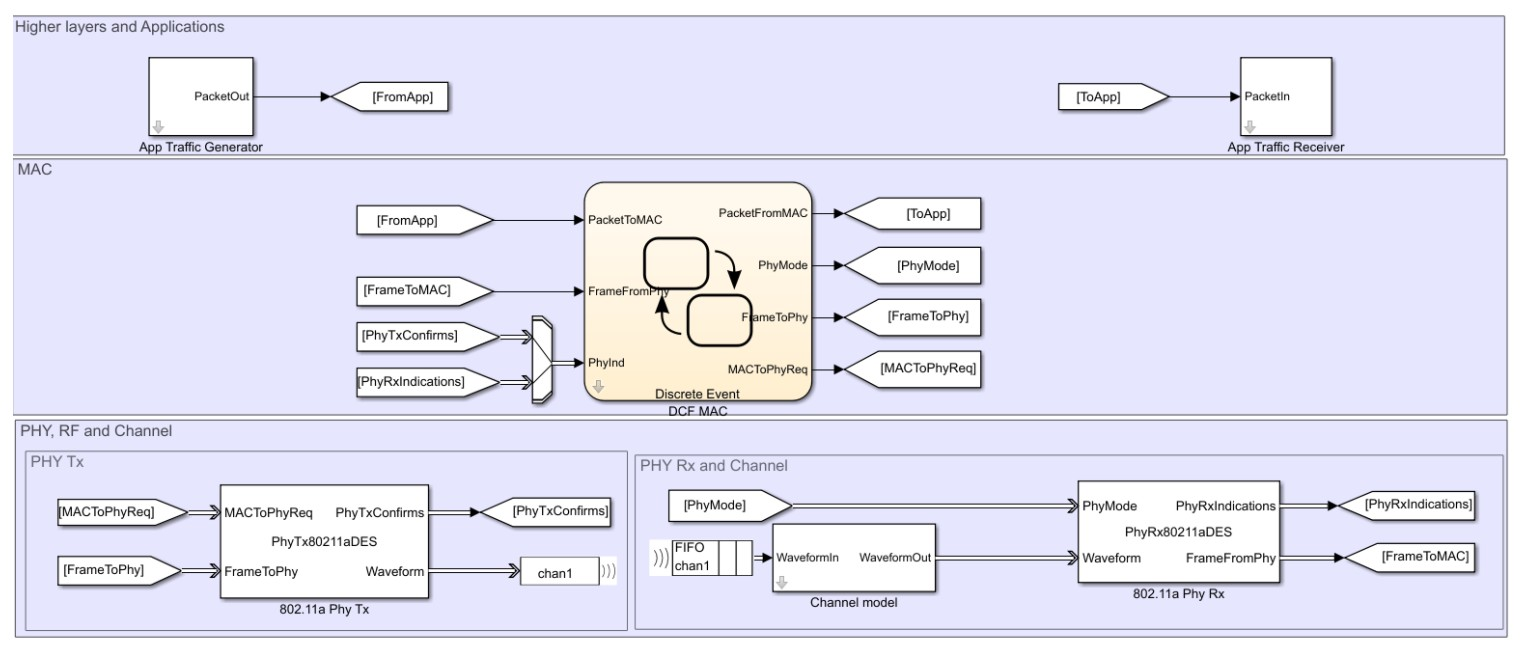 Higher layers and Applications
PacketOut
[FromApp]
App Traffic Generator
[ToApp]
PacketIn
App Traffic Receiver
MAC
[FromApp]
[FrameToMAC]
[PhyTxConfirms]
[PhyRxIndications]
PacketToMAC
FrameFromPhy
PhyInd
PacketFromMAC
PhyMode
FrameToPhy
MACToPhyReq
Discrete Event
DCF MAC
[ToApp]
[PhyMode]
[FrameToPhy]
[MACToPhyReq]
PHY, RF and Channel
PHY Tx
[MACToPhyReq]
[FrameToPhy]
MACToPhyReq
PhyTxConfirms
PhyTx80211aDES
FrameToPhy
Waveform
802.11a Phy Tx
[PhyTxConfirms]
chan1
PHY Rx and Channel
[PhyMode]
FIFO
chan1
WaveformIn
WaveformOut
Channel model
PhyMode
PhyRxIndications
PhyRx80211aDES
Waveform
FrameFromPhy
802.11a Phy Rx
[PhyRxIndications]
[FrameToMAC]